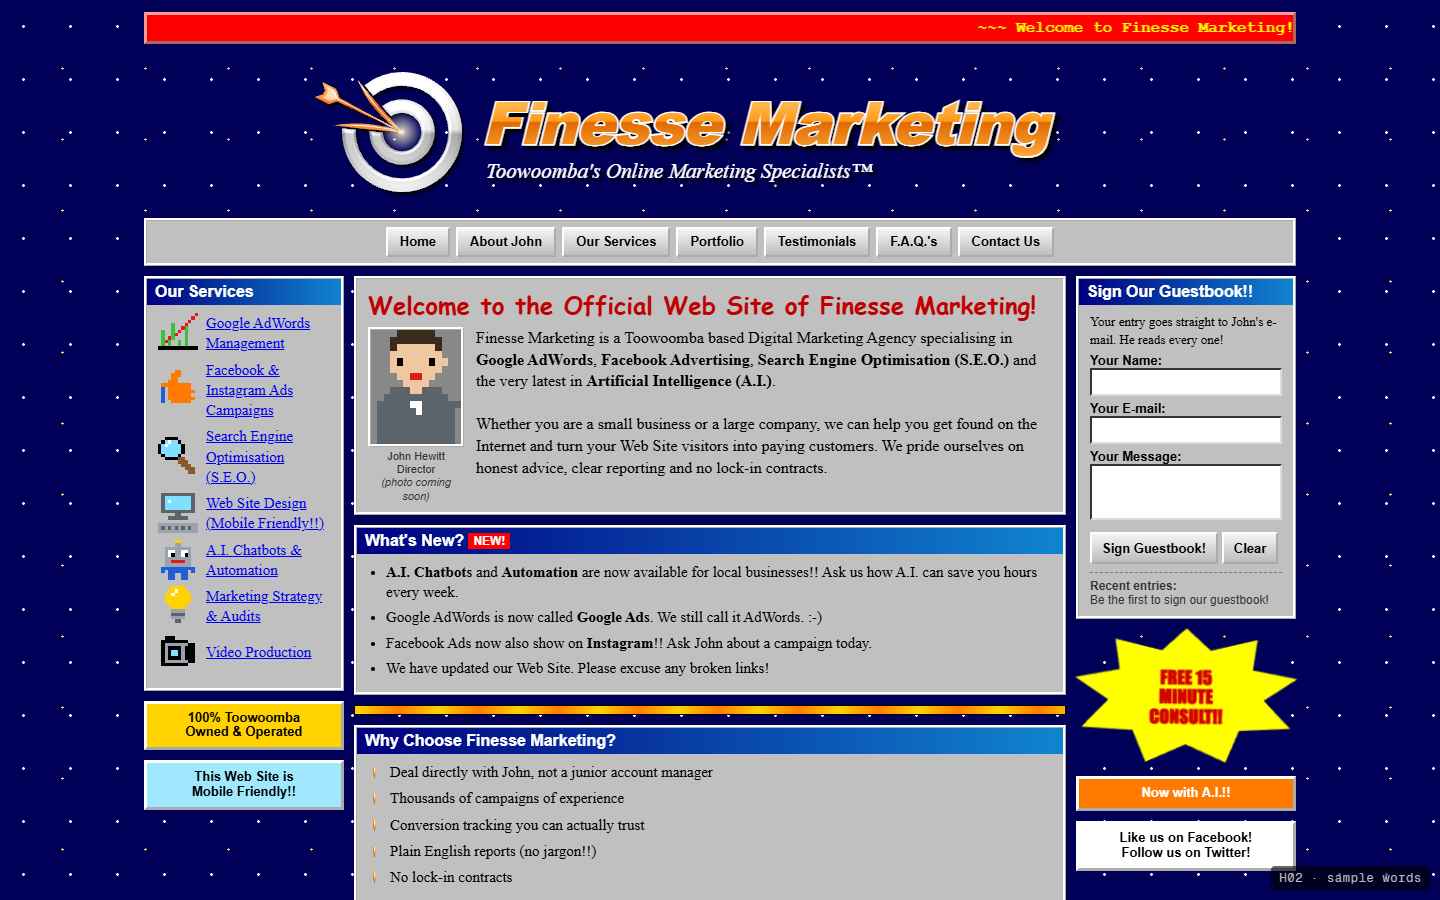 ~~~ Welcome to Finesse Marketing!
Finesse Marketing
Toowoomba's Online Marketing Specialists™
Home
About John
Our Services
Portfolio
Testimonials
F.A.Q.'s
Contact Us
Our Services
Google AdWords
Management
Facebook &
Instagram Ads
Campaigns
Search Engine
Optimisation
(S.E.O.)
Web Site Design
(Mobile Friendly!!)
A.I. Chatbots &
Automation
Marketing Strategy
& Audits
Video Production
100% Toowoomba
Owned & Operated
This Web Site is
Mobile Friendly!!
Welcome to the Official Web Site of Finesse Marketing!
John Hewitt
Director
(photo coming
soon)
Finesse Marketing is a Toowoomba based Digital Marketing Agency specialising in
Google AdWords, Facebook Advertising, Search Engine Optimisation (S.E.O.) and
the very latest in Artificial Intelligence (A.I.).
Whether you are a small business or a large company, we can help you get found on the
Internet and turn your Web Site visitors into paying customers. We pride ourselves on
honest advice, clear reporting and no lock-in contracts.
What's New? NEW!
A.I. Chatbots and Automation are now available for local businesses!! Ask us how A.I. can save you hours
every week.
Google AdWords is now called Google Ads. We still call it AdWords. :-)
Facebook Ads now also show on Instagram!! Ask John about a campaign today.
We have updated our Web Site. Please excuse any broken links!
Why Choose Finesse Marketing?
Deal directly with John, not a junior account manager
Thousands of campaigns of experience
Conversion tracking you can actually trust
Plain English reports (no jargon!!)
No lock-in contracts
Sign Our Guestbook!!
Your entry goes straight to John's e-
mail. He reads every one!
Your Name:
Your E-mail:
Your Message:
Sign Guestbook!
Clear
Recent entries:
Be the first to sign our guestbook!
FREE 15
MINUTE
CONSULT!!
Now with A.I.!!
Like us on Facebook!
Follow us on Twitter!
H02 · sample words